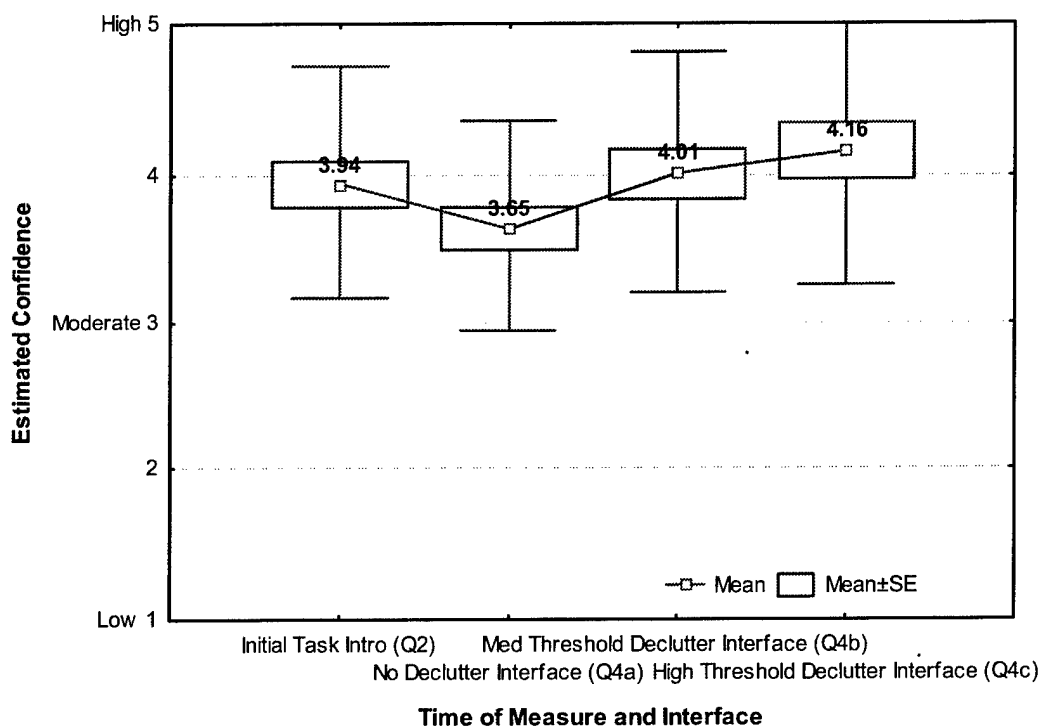 High 5
3.94
3.65
4.01
4.16
4
Estimated Confidence
Moderate 3
2
Mean
Mean±SE
Low 1
Initial Task Intro (Q2)
Med Threshold Declutter Interface (Q4b)
No Declutter Interface (Q4a)
High Threshold Declutter Interface (Q4c)
Time of Measure and Interface